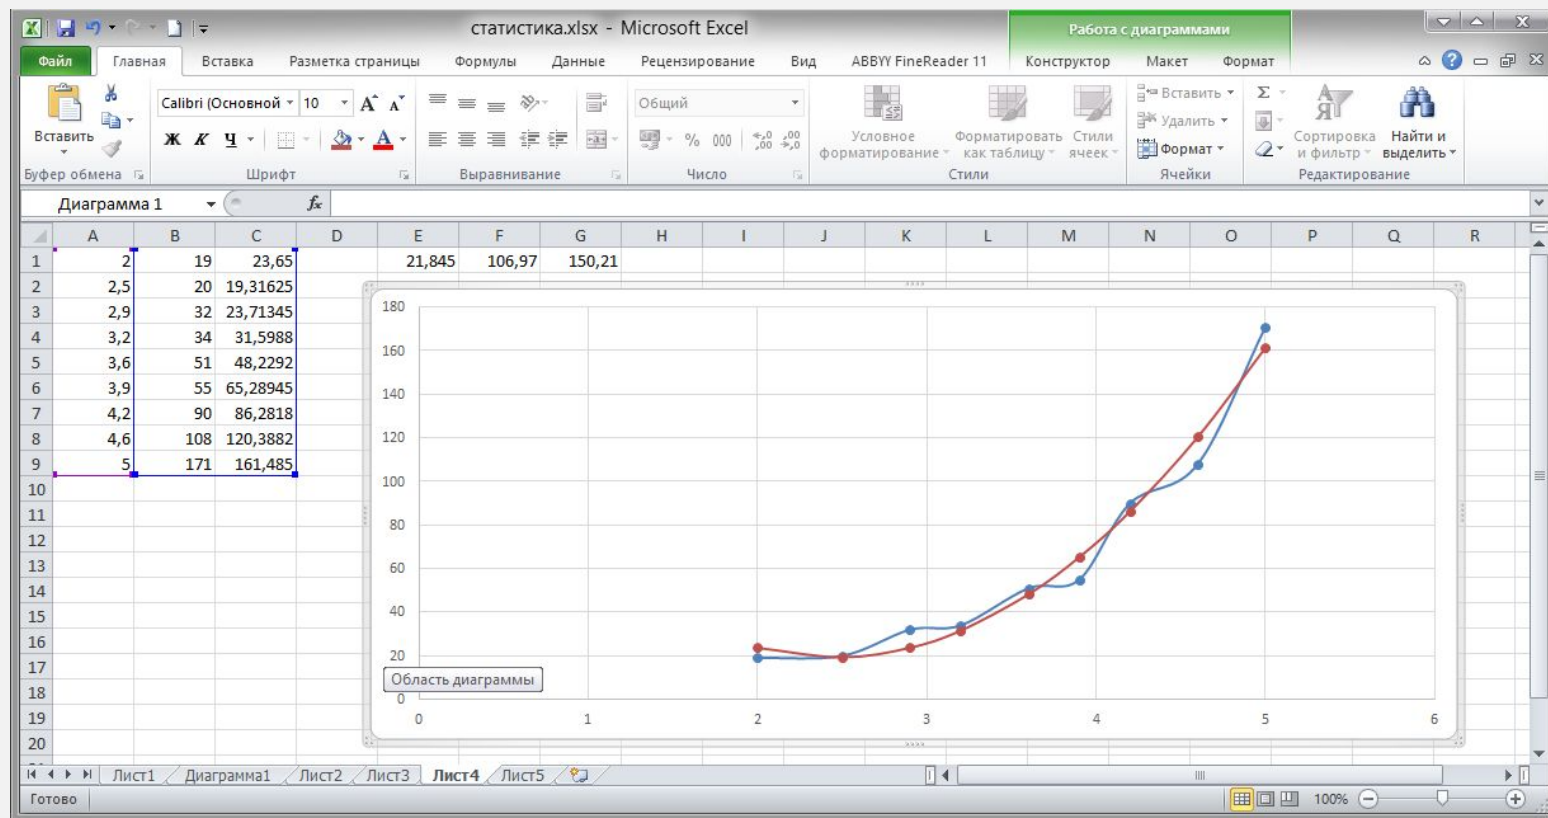 статистика.xlsx - Microsoft Excel
Работа с диаграммами
Файл Главная Вставка Разметка страницы Формулы Данные Рецензирование Вид ABBYY FineReader 11 Конструктор Макет Формат
Вставить
Calibri (Основной 10
Ж К Ч
Общий
% 000
Условное форматирование
Форматировать как таблицу
Стили ячеек
Вставить
Удалить
Формат
Сортировка и фильтр
Найти и выделить
Буфер обмена Шрифт Выравнивание Число Стили Ячейки Редактирование
Диаграмма 1 fx
A B C D E F G H I J K L M N O P Q R
1 2 19 23,65 21,845 106,97 150,21
2 2,5 20 19,31625
3 2,9 32 23,71345
4 3,2 34 31,5988
5 3,6 51 48,2292
6 3,9 55 65,28945
7 4,2 90 86,2818
8 4,6 108 120,3882
9 5 171 161,485
10
11
12
13
14
15
16
17
18
19
20
180
160
140
120
100
80
60
40
20
Область диаграммы
0
0 1 2 3 4 5 6
Лист1 Диаграмма1 Лист2 Лист3 Лист4 Лист5
Готово 100%